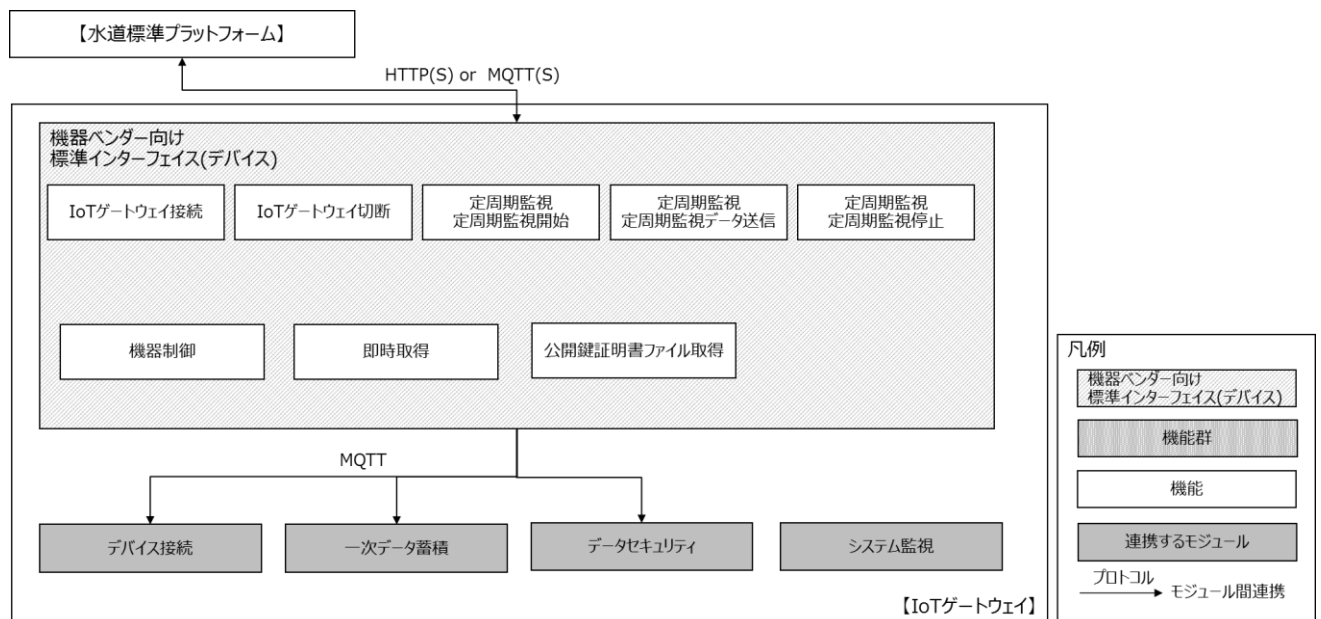 【水道標準プラットフォーム】
HTTP(S) or MQTT(S)
機器ベンダー向け
標準インターフェイス(デバイス)
IoTゲートウェイ接続
IoTゲートウェイ切断
定周期監視
定周期監視開始
定周期監視
定周期監視データ送信
定周期監視
定周期監視停止
機器制御
即時取得
公開鍵証明書ファイル取得
MQTT
デバイス接続
一次データ蓄積
データセキュリティ
システム監視
【IoTゲートウェイ】
凡例
機器ベンダー向け
標準インターフェイス(デバイス)
機能群
機能
連携するモジュール
プロトコル
モジュール間連携